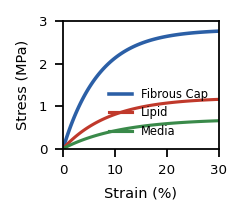 3
2
1
0
Stress (MPa)
Fibrous Cap
Lipid
Media
0 10 20 30
Strain (%)